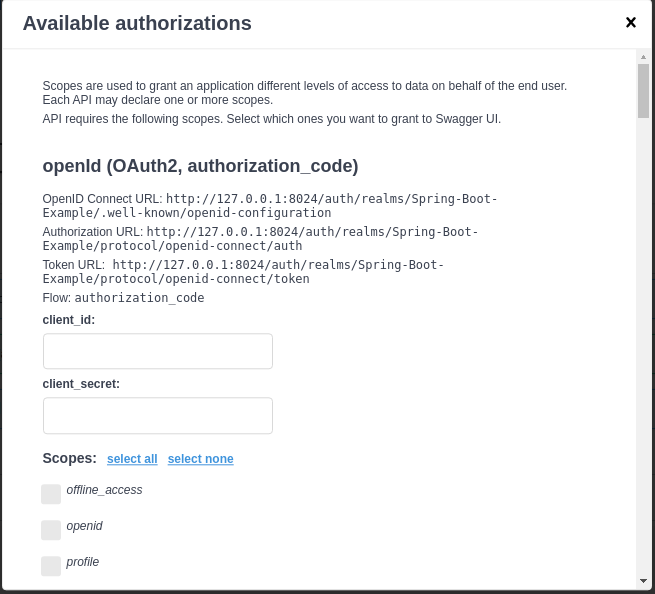 Available authorizations
Scopes are used to grant an application different levels of access to data on behalf of the end user.
Each API may declare one or more scopes.
API requires the following scopes. Select which ones you want to grant to Swagger UI.
openId (OAuth2, authorization_code)
OpenID Connect URL: http://127.0.0.1:8024/auth/realms/Spring-Boot-
Example/.well-known/openid-configuration
Authorization URL: http://127.0.0.1:8024/auth/realms/Spring-Boot-
Example/protocol/openid-connect/auth
Token URL: http://127.0.0.1:8024/auth/realms/Spring-Boot-
Example/protocol/openid-connect/token
Flow: authorization_code
client_id:
client_secret:
Scopes: select all select none
offline_access
openid
profile